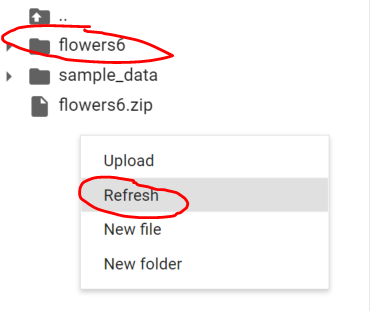 ..
flowers6
sample_data
flowers6.zip
Upload
Refresh
New file
New folder